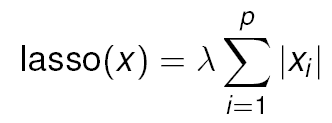 lasso(x) = λ ∑_{i=1}^{p} |x_i|